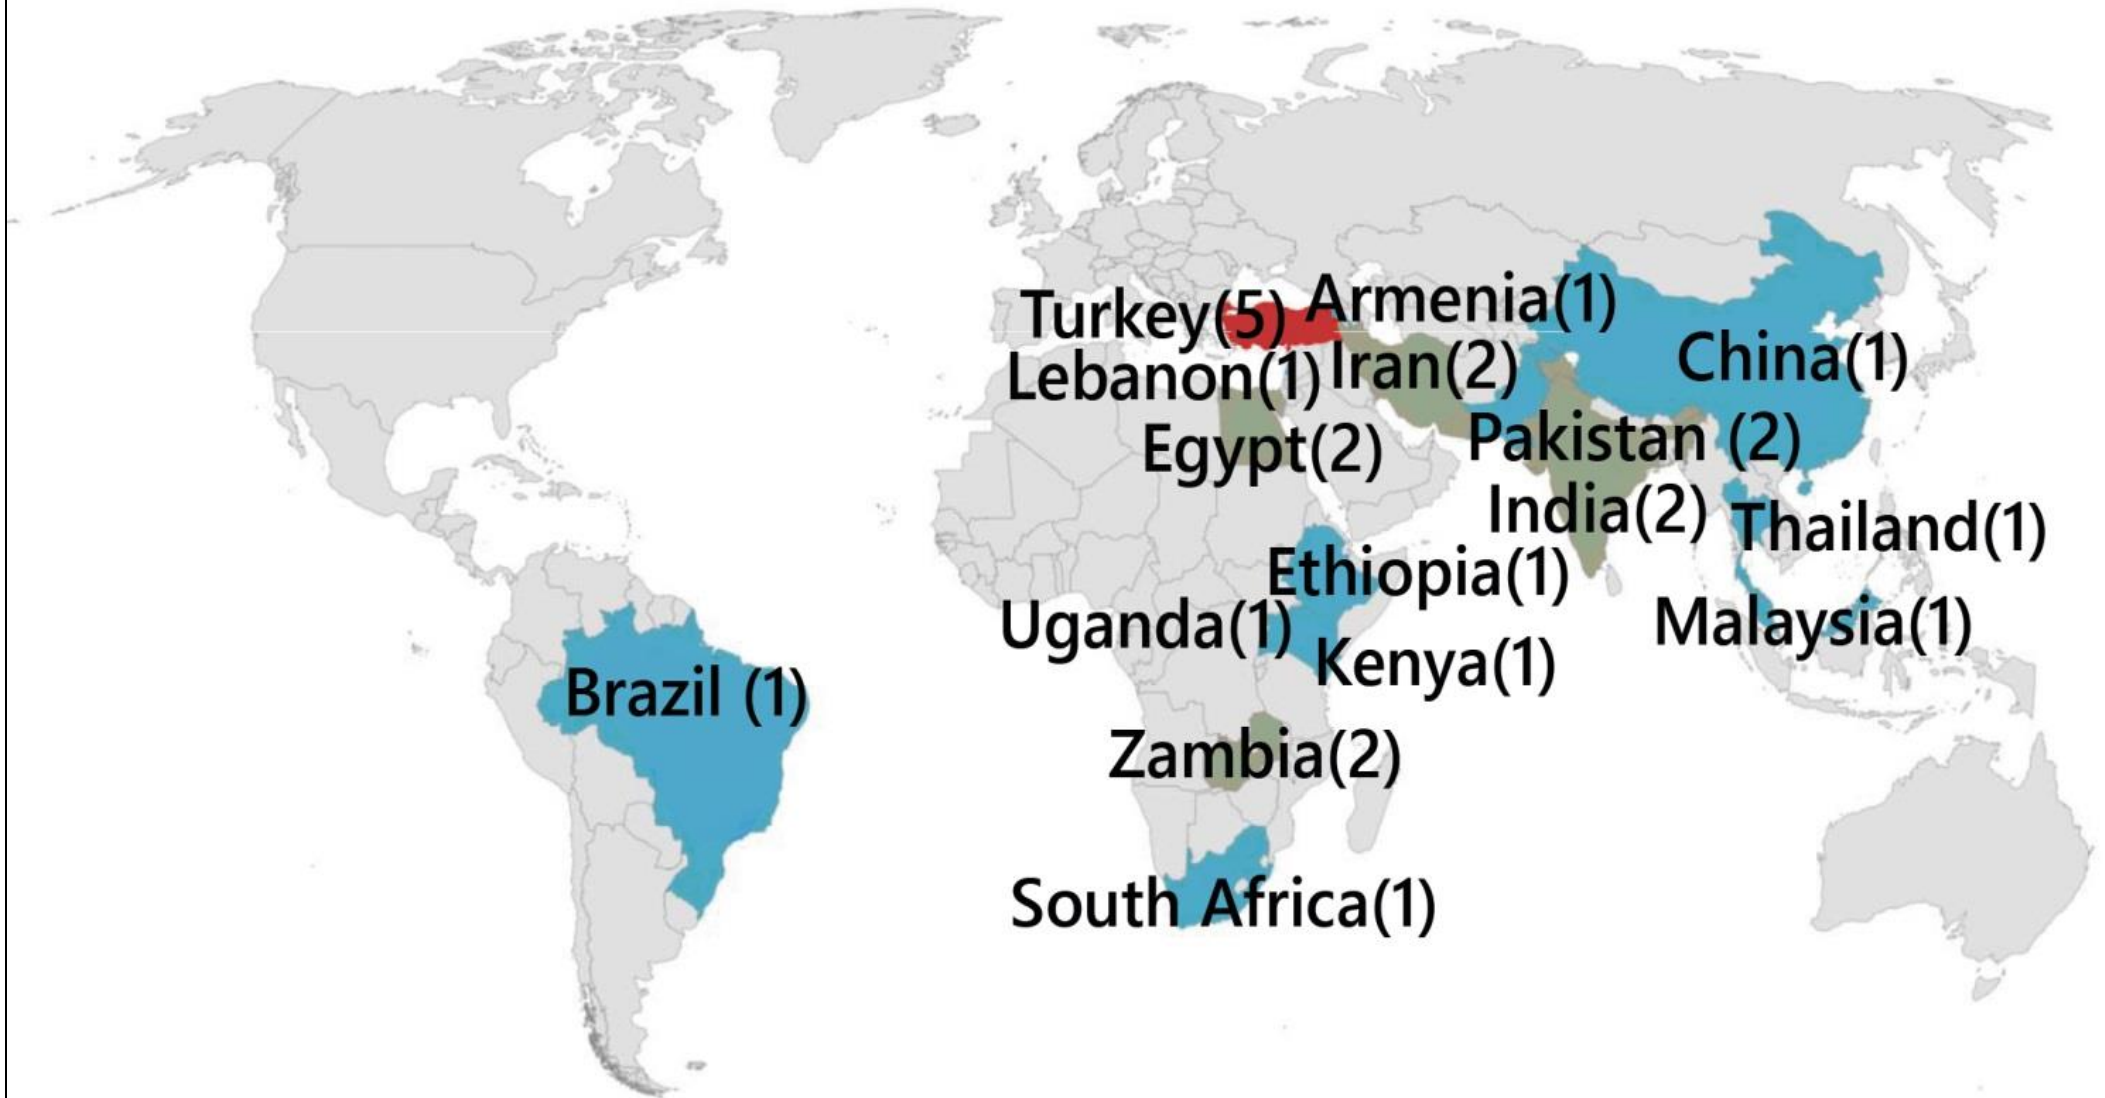 Turkey(5)
Armenia(1)
Lebanon(1)
Iran(2)
China(1)
Egypt(2)
Pakistan (2)
India(2)
Thailand(1)
Ethiopia(1)
Uganda(1)
Kenya(1)
Malaysia(1)
Brazil (1)
Zambia(2)
South Africa(1)